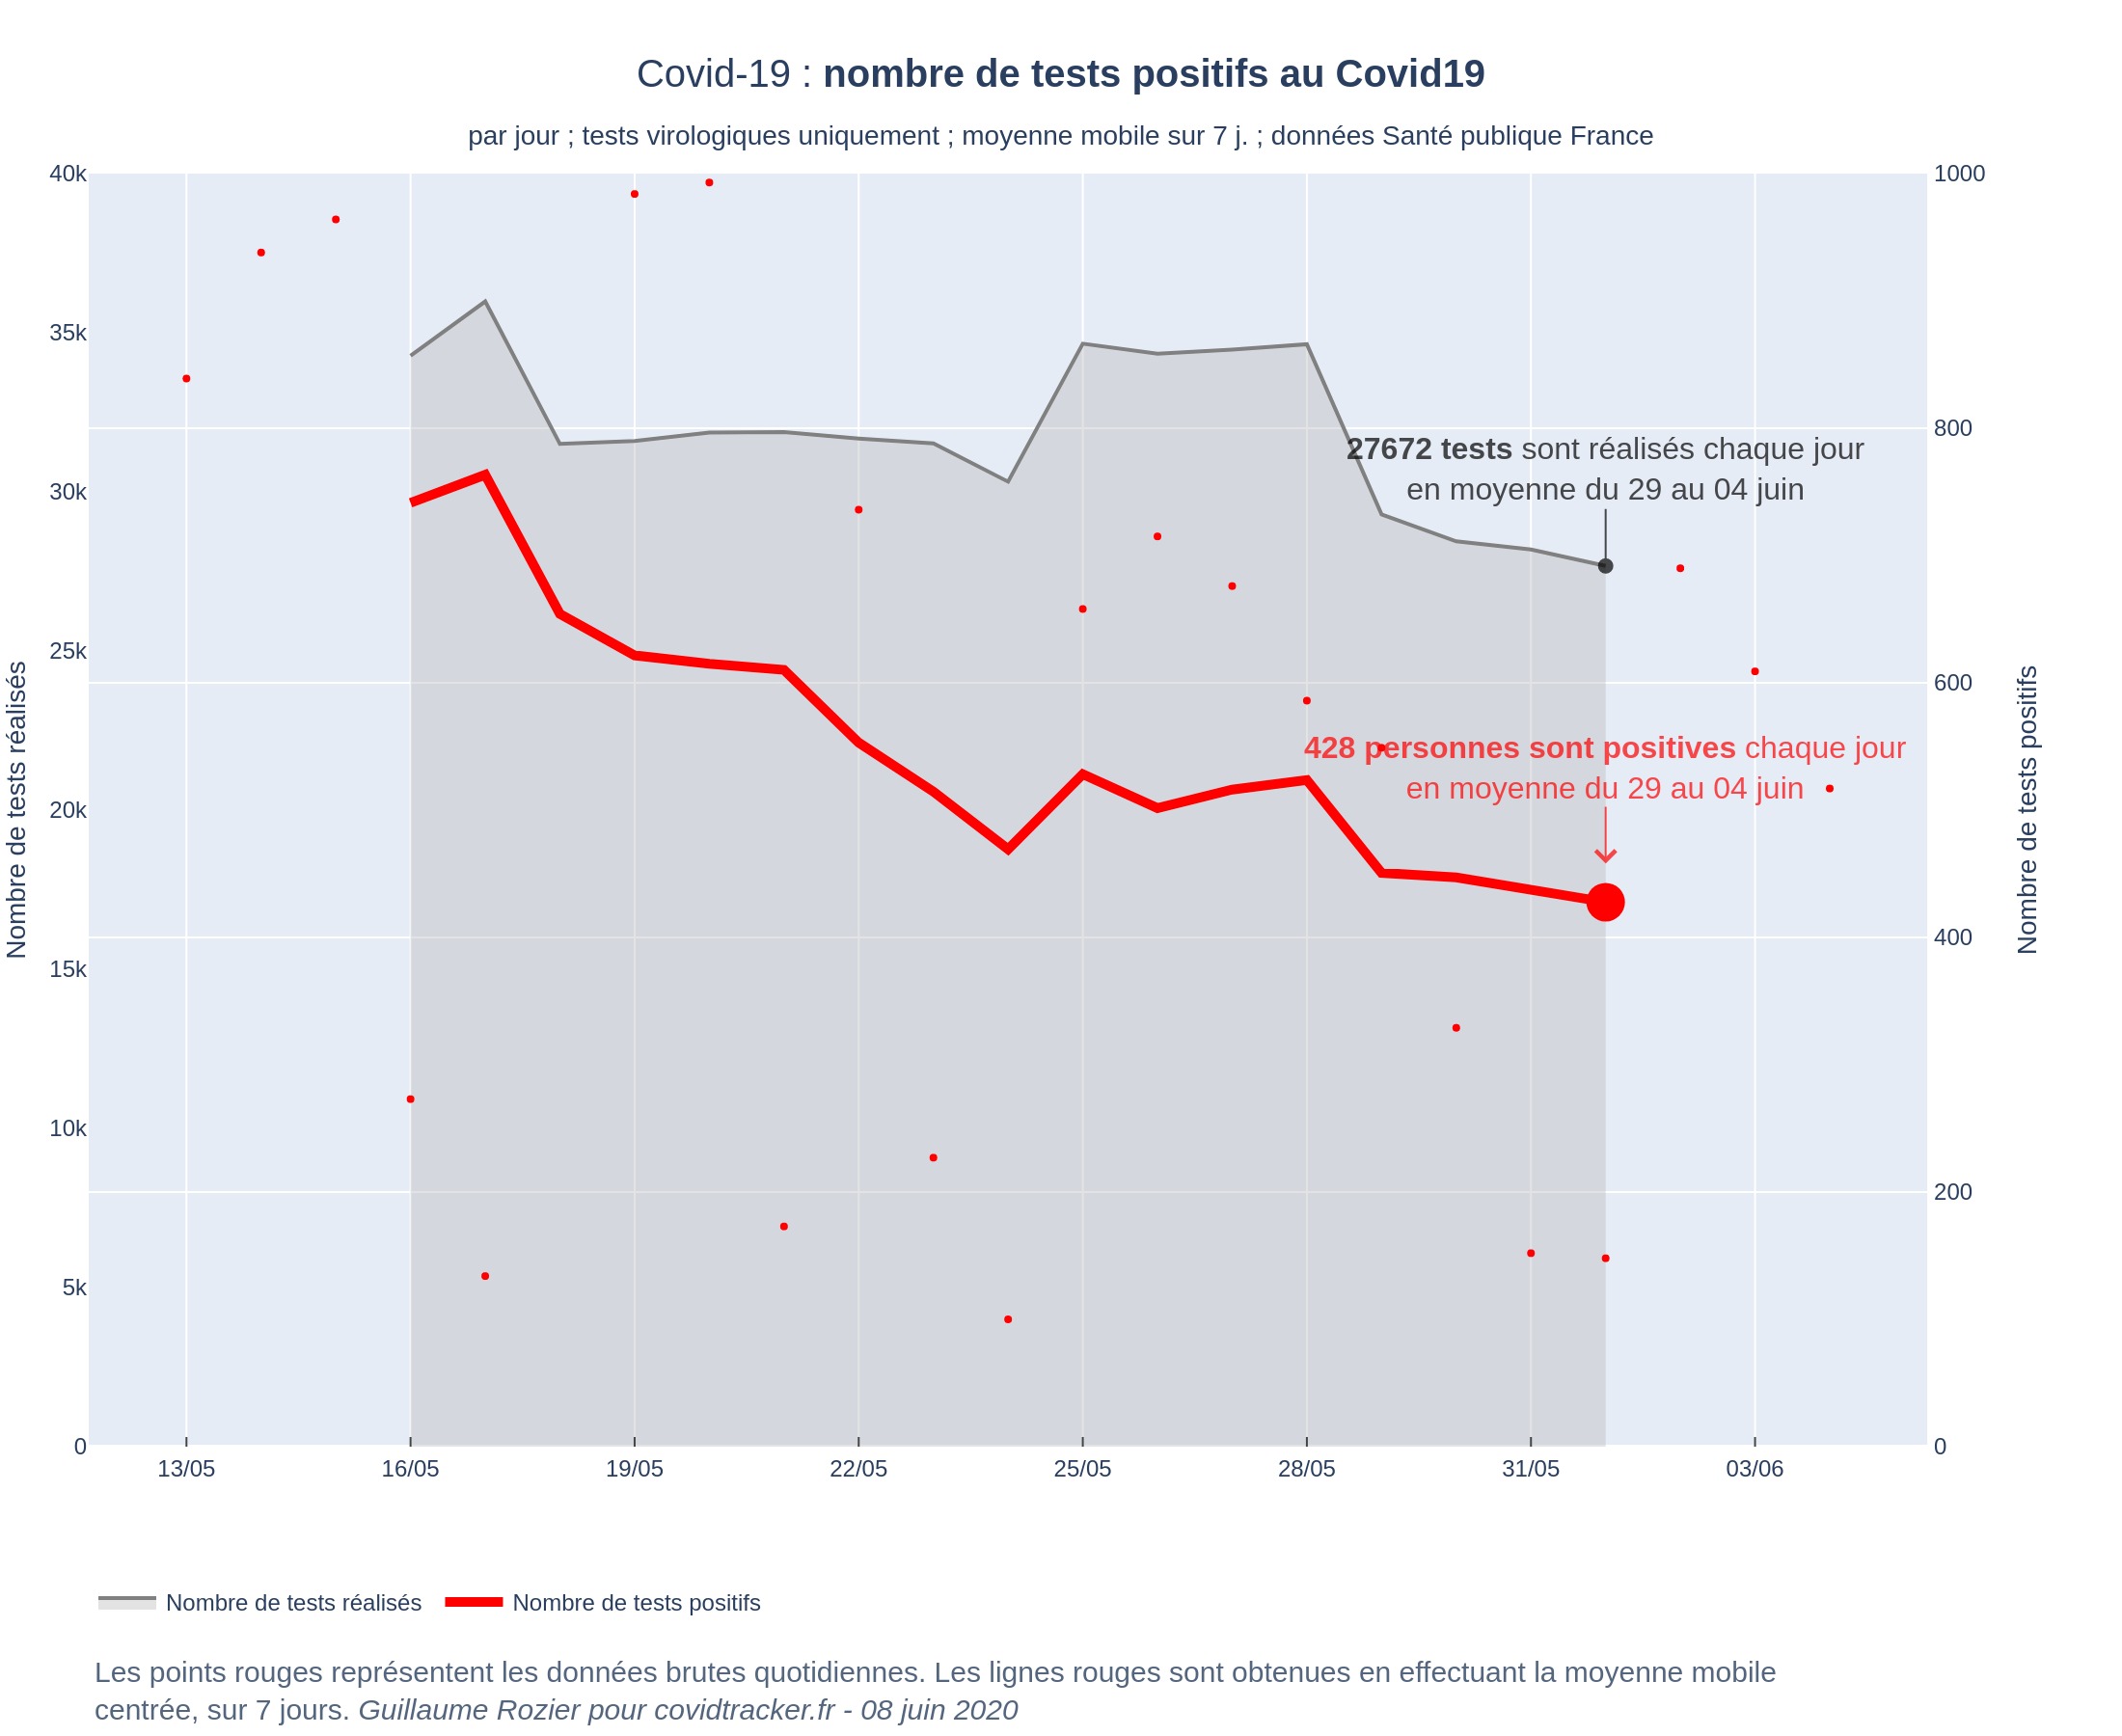 Covid-19 : nombre de tests positifs au Covid19
par jour ; tests virologiques uniquement ; moyenne mobile sur 7 j. ; données Santé publique France
40k
35k
30k
25k
20k
15k
10k
5k
0
Nombre de tests réalisés
1000
800
600
400
200
0
Nombre de tests positifs
27672 tests sont réalisés chaque jour
en moyenne du 29 au 04 juin
428 personnes sont positives chaque jour
en moyenne du 29 au 04 juin
13/05 16/05 19/05 22/05 25/05 28/05 31/05 03/06
Nombre de tests réalisés Nombre de tests positifs
Les points rouges représentent les données brutes quotidiennes. Les lignes rouges sont obtenues en effectuant la moyenne mobile
centrée, sur 7 jours. Guillaume Rozier pour covidtracker.fr - 08 juin 2020